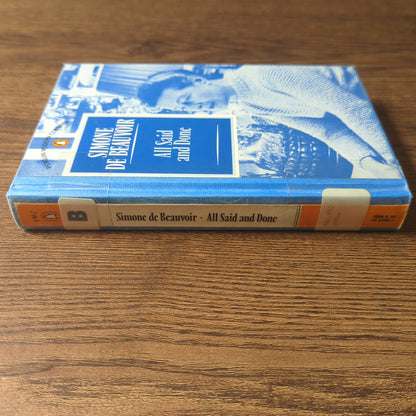 SIMONE
DE BEAUVOIR
All Said
and Done
B
Simone de Beauvoir · All Said and Done